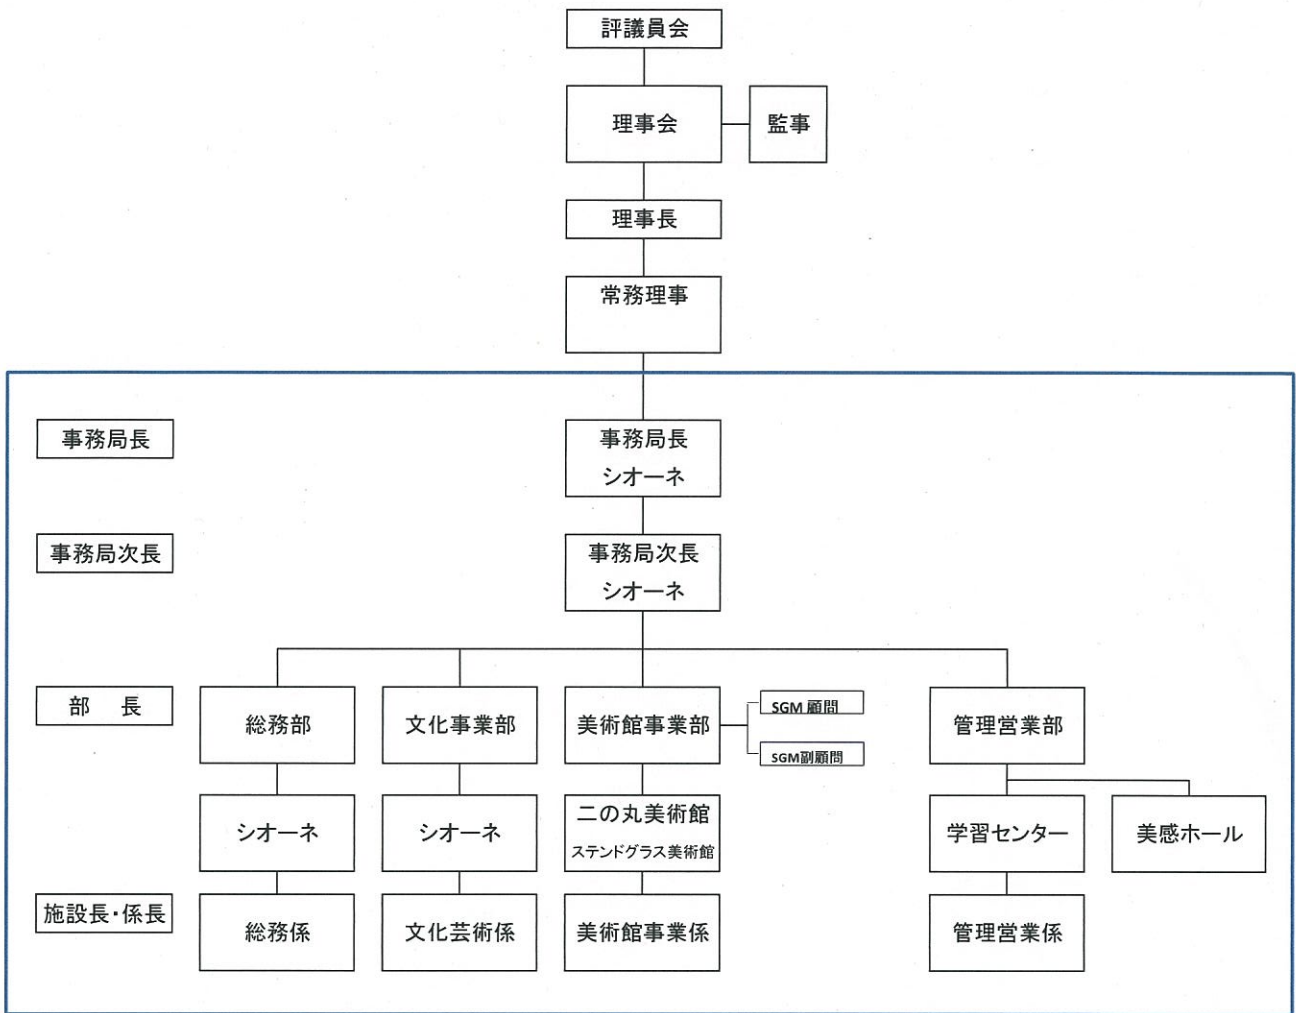 評議員会
理事会
監事
理事長
常務理事
事務局長
事務局長
シオーネ
事務局次長
事務局次長
シオーネ
部 長
総務部
文化事業部
美術館事業部
SGM 顧問
SGM副顧問
管理営業部
シオーネ
シオーネ
二の丸美術館
ステンドグラス美術館
学習センター
美感ホール
施設長・係長
総務係
文化芸術係
美術館事業係
管理営業係